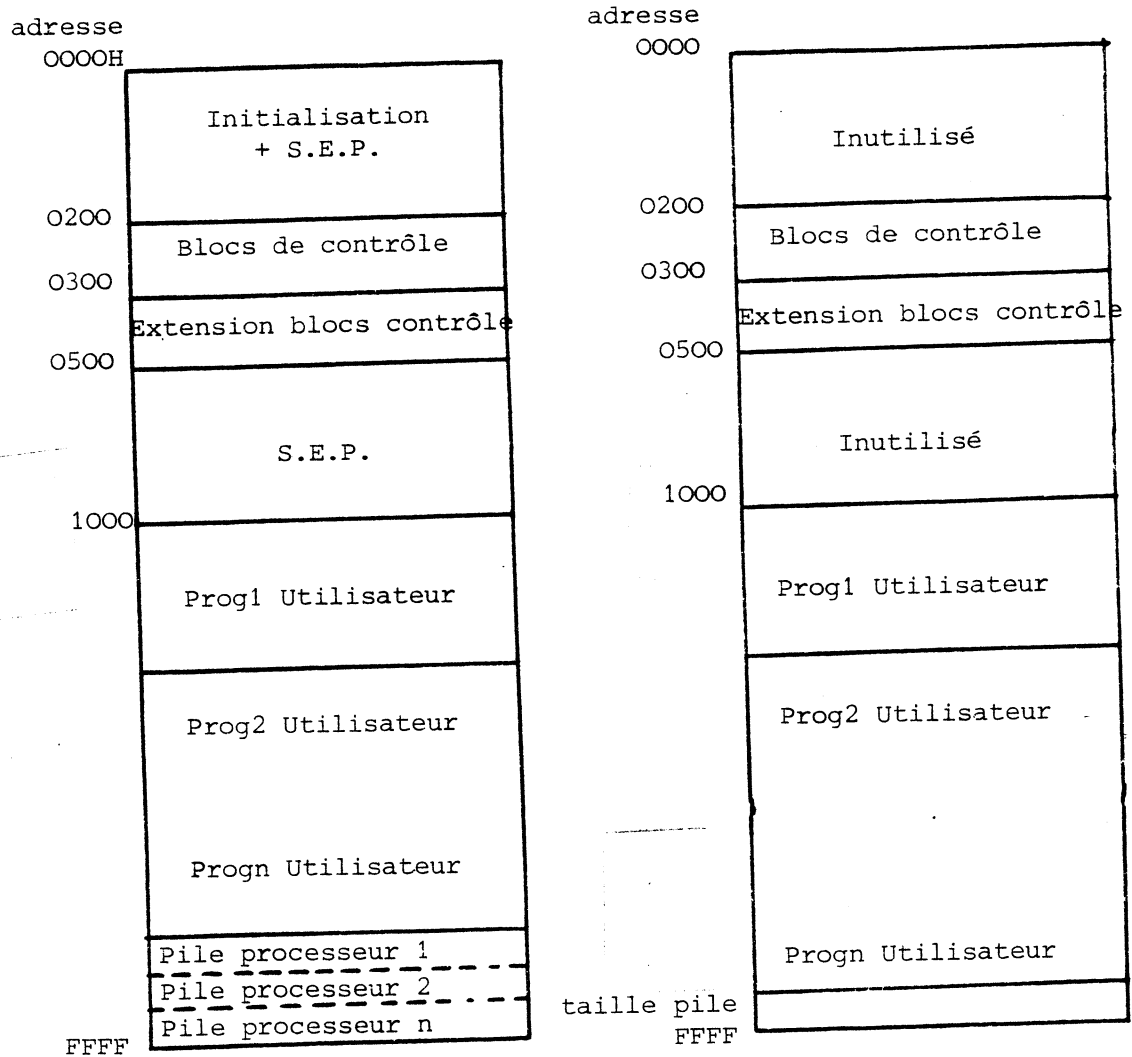 adresse
0000H
Initialisation
+ S.E.P.
0200
Blocs de contrôle
0300
Extension blocs contrôle
0500
S.E.P.
1000
Prog1 Utilisateur
Prog2 Utilisateur
Progn Utilisateur
Pile processeur 1
Pile processeur 2
Pile processeur n
FFFF
adresse
0000
Inutilisé
0200
Blocs de contrôle
0300
Extension blocs contrôle
0500
Inutilisé
1000
Prog1 Utilisateur
Prog2 Utilisateur
Progn Utilisateur
taille pile
FFFF